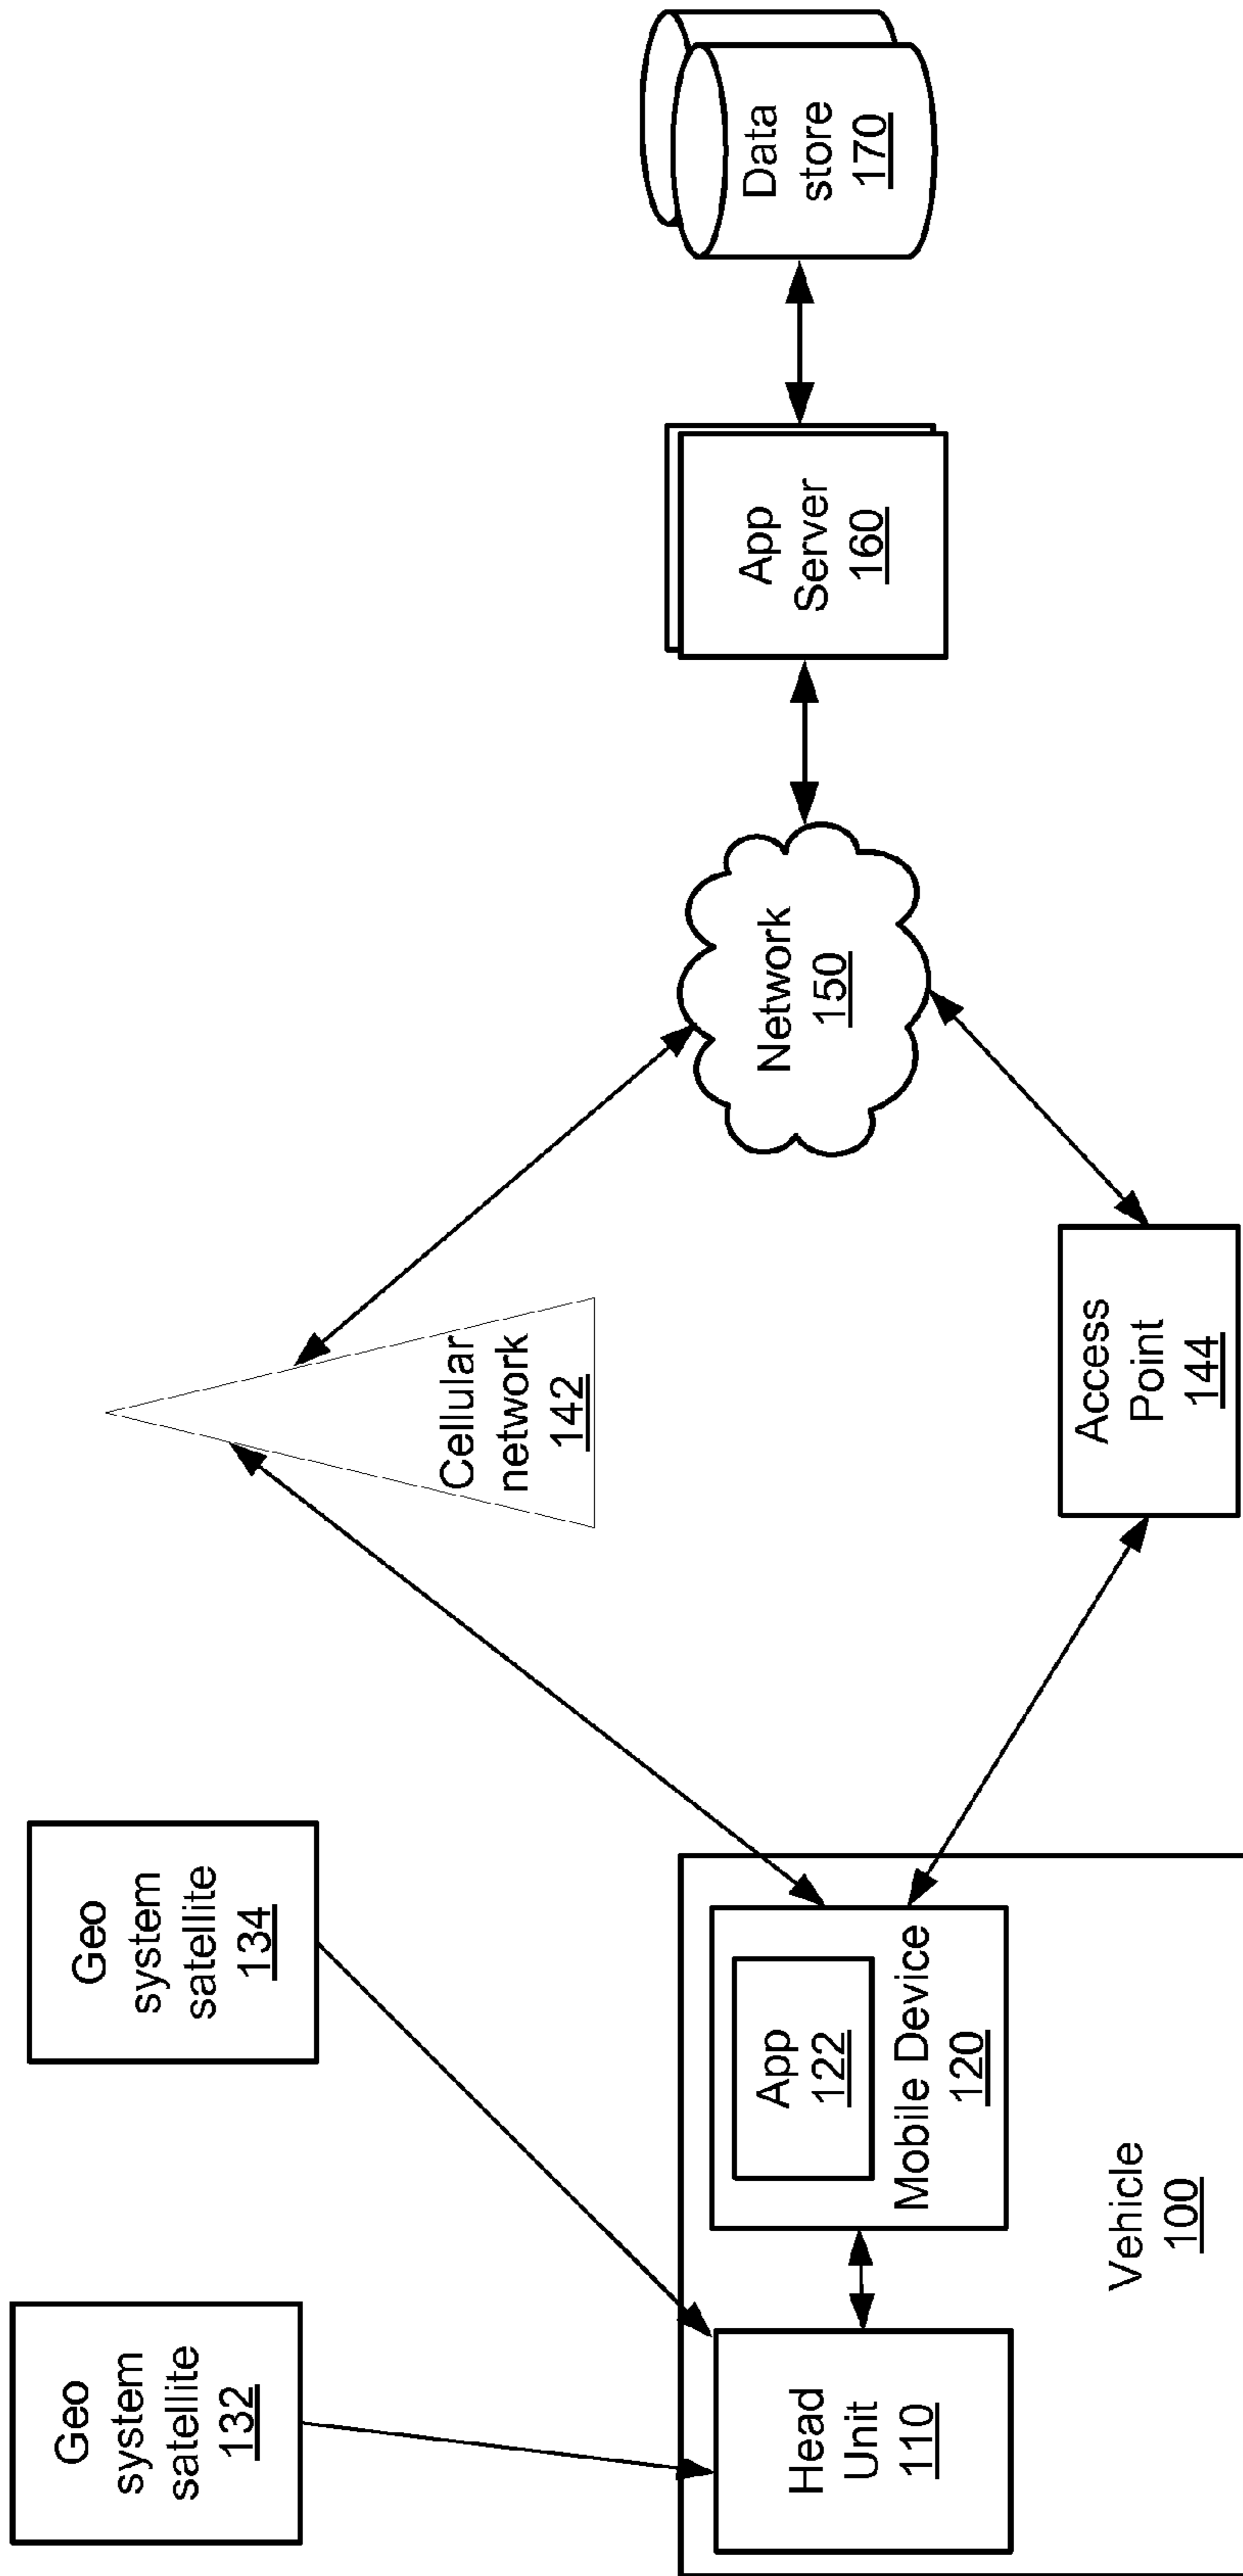 Geo
system
satellite
132
Geo
system
satellite
134
Cellular
network
142
Head
Unit
110
App
122
Mobile Device
120
Vehicle
100
Access
Point
144
Network
150
App
Server
160
Data
store
170